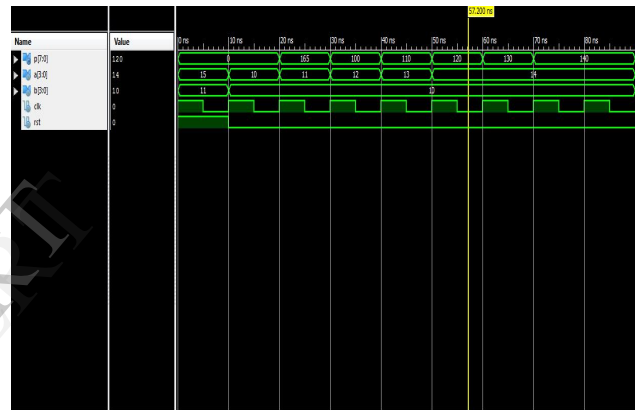 57.200 ns
Name Value 0 ns 10 ns 20 ns 30 ns 40 ns 50 ns 60 ns 70 ns 80 ns
p[7:0] 120 0 165 100 110 120 130 140
a[3:0] 14 15 10 11 12 13 14
b[3:0] 10 11 10
clk 0
rst 0